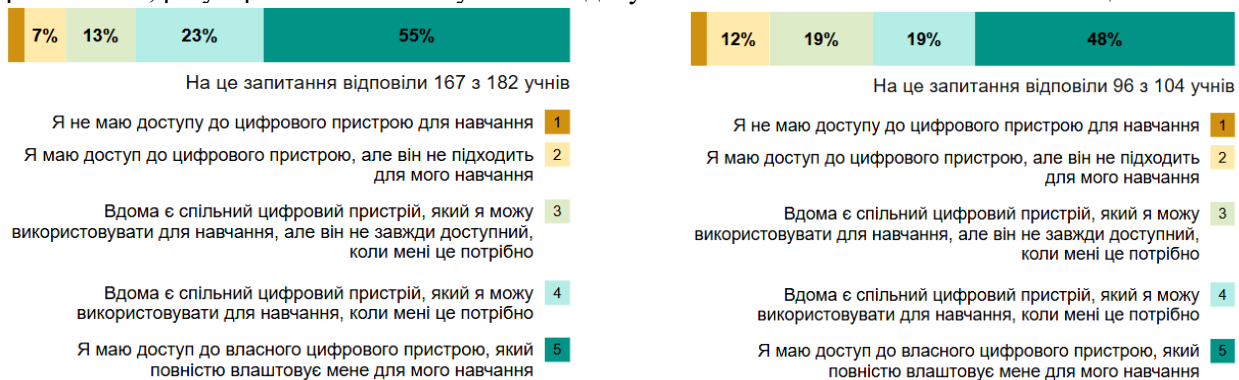 7% 13% 23% 55%
На це запитання відповіли 167 з 182 учнів
Я не маю доступу до цифрового пристрою для навчання 1
Я маю доступ до цифрового пристрою, але він не підходить 2
для мого навчання
Вдома є спільний цифровий пристрій, який я можу 3
використовувати для навчання, але він не завжди доступний,
коли мені це потрібно
Вдома є спільний цифровий пристрій, який я можу 4
використовувати для навчання, коли мені це потрібно
Я маю доступ до власного цифрового пристрою, який 5
повністю влаштовує мене для мого навчання
12% 19% 19% 48%
На це запитання відповіли 96 з 104 учнів
Я не маю доступу до цифрового пристрою для навчання 1
Я маю доступ до цифрового пристрою, але він не підходить 2
для мого навчання
Вдома є спільний цифровий пристрій, який я можу 3
використовувати для навчання, але він не завжди доступний,
коли мені це потрібно
Вдома є спільний цифровий пристрій, який я можу 4
використовувати для навчання, коли мені це потрібно
Я маю доступ до власного цифрового пристрою, який 5
повністю влаштовує мене для мого навчання